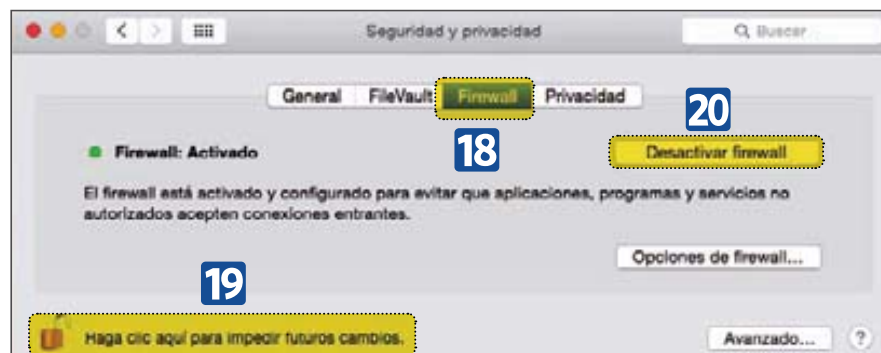 Seguridad y privacidad
Buscar
General FileVault Firewall Privacidad
20
18
Firewall: Activado
Desactivar firewall
El firewall está activado y configurado para evitar que aplicaciones, programas y servicios no
autorizados acepten conexiones entrantes.
Opciones de firewall...
19
Haga clic aquí para impedir futuros cambios.
Avanzado... ?